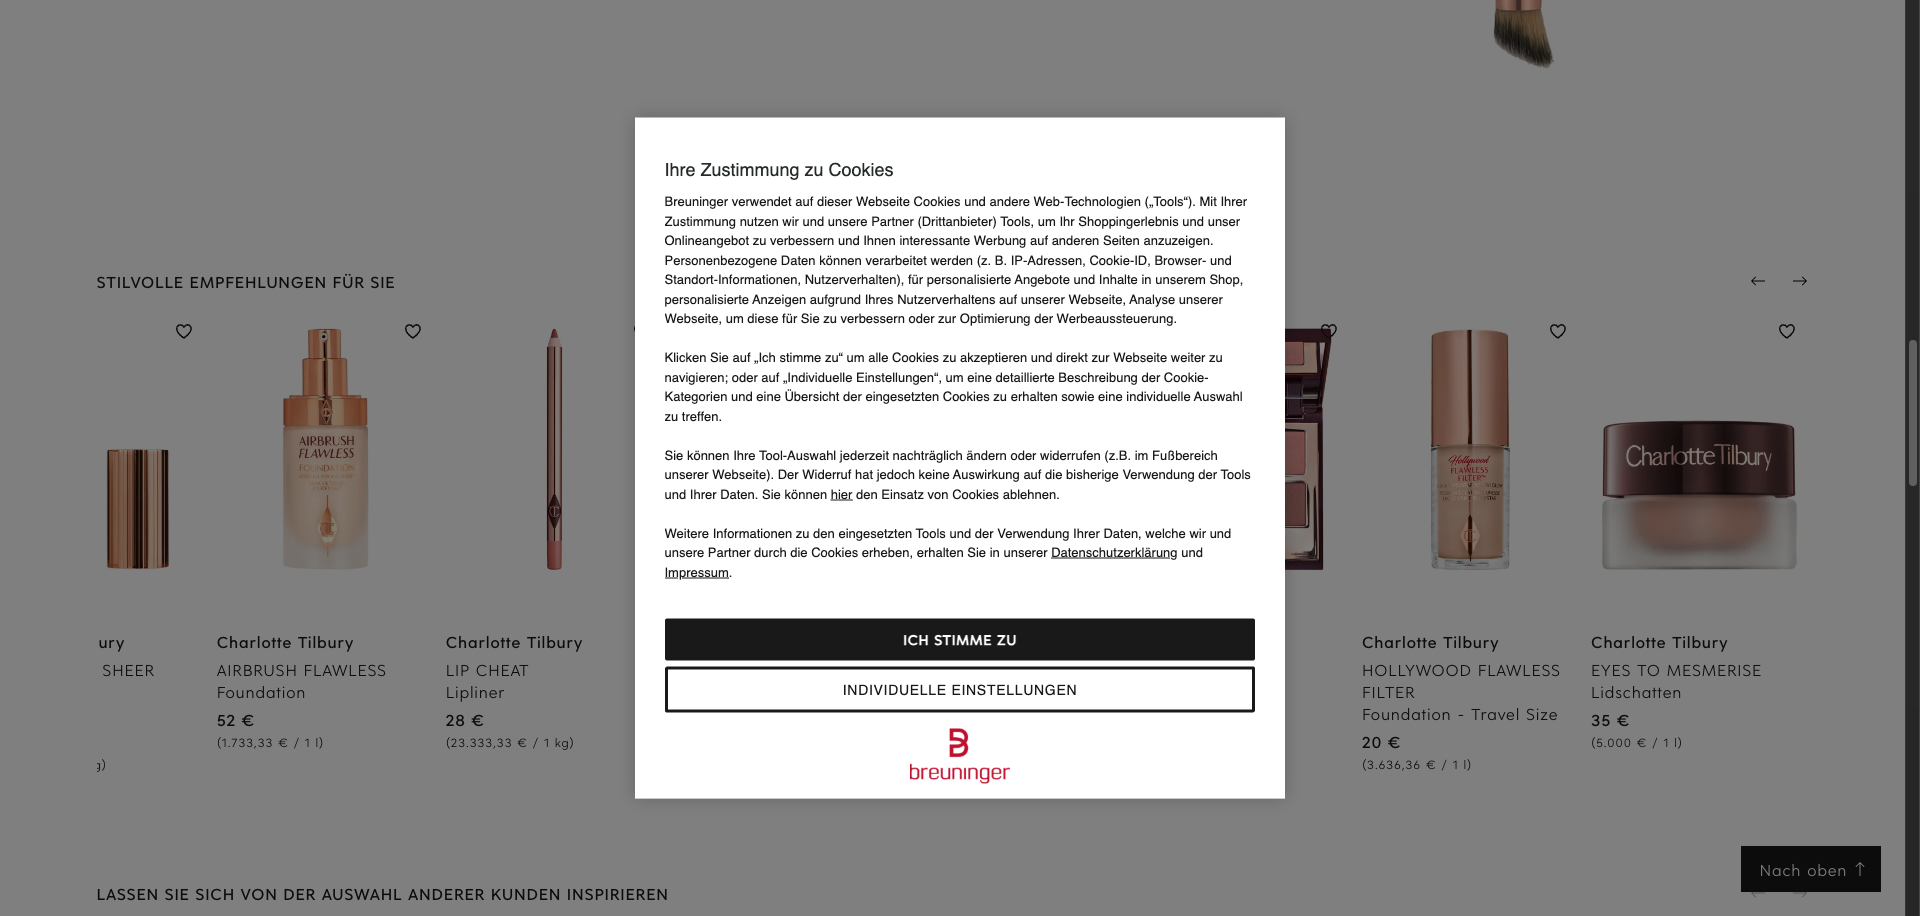 Ihre Zustimmung zu Cookies
Breuninger verwendet auf dieser Webseite Cookies und andere Web-Technologien („Tools“). Mit Ihrer
Zustimmung nutzen wir und unsere Partner (Drittanbieter) Tools, um Ihr Shoppingerlebnis und unser
Onlineangebot zu verbessern und Ihnen interessante Werbung auf anderen Seiten anzuzeigen.
Personenbezogene Daten können verarbeitet werden (z. B. IP-Adressen, Cookie-ID, Browser- und
Standort-Informationen, Nutzerverhalten), für personalisierte Angebote und Inhalte in unserem Shop,
personalisierte Anzeigen aufgrund Ihres Nutzerverhaltens auf unserer Webseite, Analyse unserer
Webseite, um diese für Sie zu verbessern oder zur Optimierung der Werbeaussteuerung.
Klicken Sie auf „Ich stimme zu“ um alle Cookies zu akzeptieren und direkt zur Webseite weiter zu
navigieren; oder auf „Individuelle Einstellungen“, um eine detaillierte Beschreibung der Cookie-
Kategorien und eine Übersicht der eingesetzten Cookies zu erhalten sowie eine individuelle Auswahl
zu treffen.
Sie können Ihre Tool-Auswahl jederzeit nachträglich ändern oder widerrufen (z.B. im Fußbereich
unserer Webseite). Der Widerruf hat jedoch keine Auswirkung auf die bisherige Verwendung der Tools
und Ihrer Daten. Sie können hier den Einsatz von Cookies ablehnen.
Weitere Informationen zu den eingesetzten Tools und der Verwendung Ihrer Daten, welche wir und
unsere Partner durch die Cookies erheben, erhalten Sie in unserer Datenschutzerklärung und
Impressum.
ICH STIMME ZU
INDIVIDUELLE EINSTELLUNGEN
breuninger
STILVOLLE EMPFEHLUNGEN FÜR SIE
AIRBRUSH
FLAWLESS
FOUNDATION
Hollywood
FLAWLESS
FILTER
Charlotte Tilbury
ury
SHEER
g)
Charlotte Tilbury
AIRBRUSH FLAWLESS
Foundation
52 €
(1.733,33 € / 1 l)
Charlotte Tilbury
LIP CHEAT
Lipliner
28 €
(23.333,33 € / 1 kg)
Charlotte Tilbury
HOLLYWOOD FLAWLESS
FILTER
Foundation - Travel Size
20 €
(3.636,36 € / 1 l)
Charlotte Tilbury
EYES TO MESMERISE
Lidschatten
35 €
(5.000 € / 1 l)
Nach oben ↑
LASSEN SIE SICH VON DER AUSWAHL ANDERER KUNDEN INSPIRIEREN